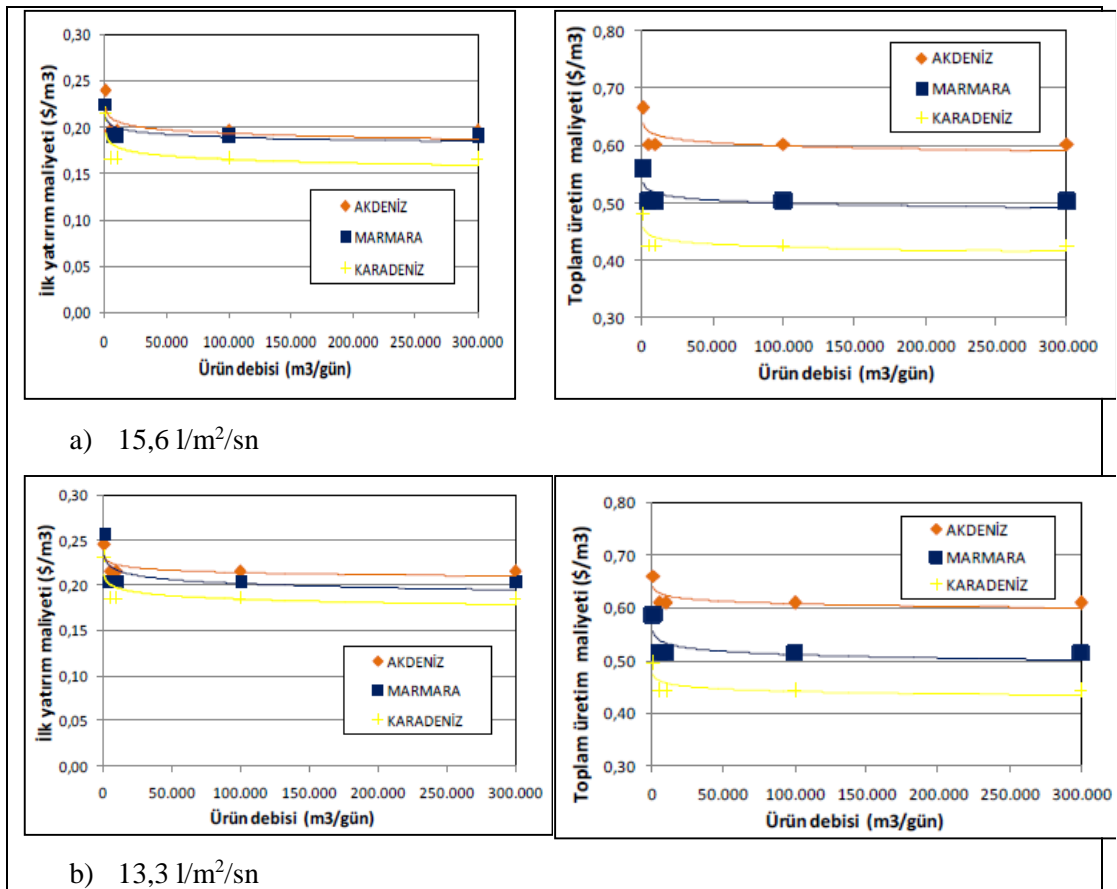 İlk yatırım maliyeti ($/m3)
0,30
0,25
0,20
0,15
0,10
0,05
0,00
AKDENİZ
MARMARA
KARADENİZ
0 50.000 100.000 150.000 200.000 250.000 300.000
Ürün debisi (m3/gün)
Toplam üretim maliyeti ($/m3)
0,80
0,70
0,60
0,50
0,40
0,30
AKDENİZ
MARMARA
KARADENİZ
0 50.000 100.000 150.000 200.000 250.000 300.000
Ürün debisi (m3/gün)
a) 15,6 l/m²/sn
İlk yatırım maliyeti ($/m3)
0,30
0,25
0,20
0,15
0,10
0,05
0,00
AKDENİZ
MARMARA
KARADENİZ
0 50.000 100.000 150.000 200.000 250.000 300.000
Ürün debisi (m3/gün)
Toplam üretim maliyeti ($/m3)
0,80
0,70
0,60
0,50
0,40
0,30
AKDENİZ
MARMARA
KARADENİZ
0 50.000 100.000 150.000 200.000 250.000 300.000
Ürün debisi (m3/gün)
b) 13,3 l/m²/sn